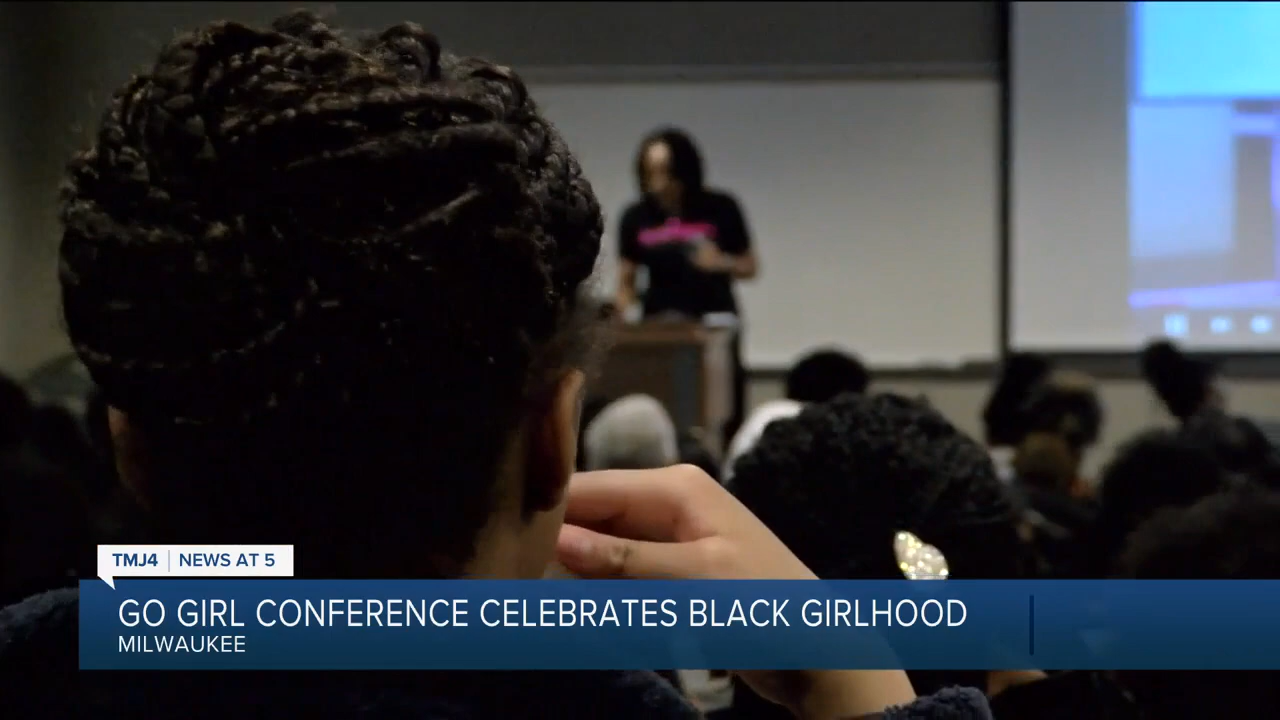 TMJ4 | NEWS AT 5
GO GIRL CONFERENCE CELEBRATES BLACK GIRLHOOD
MILWAUKEE